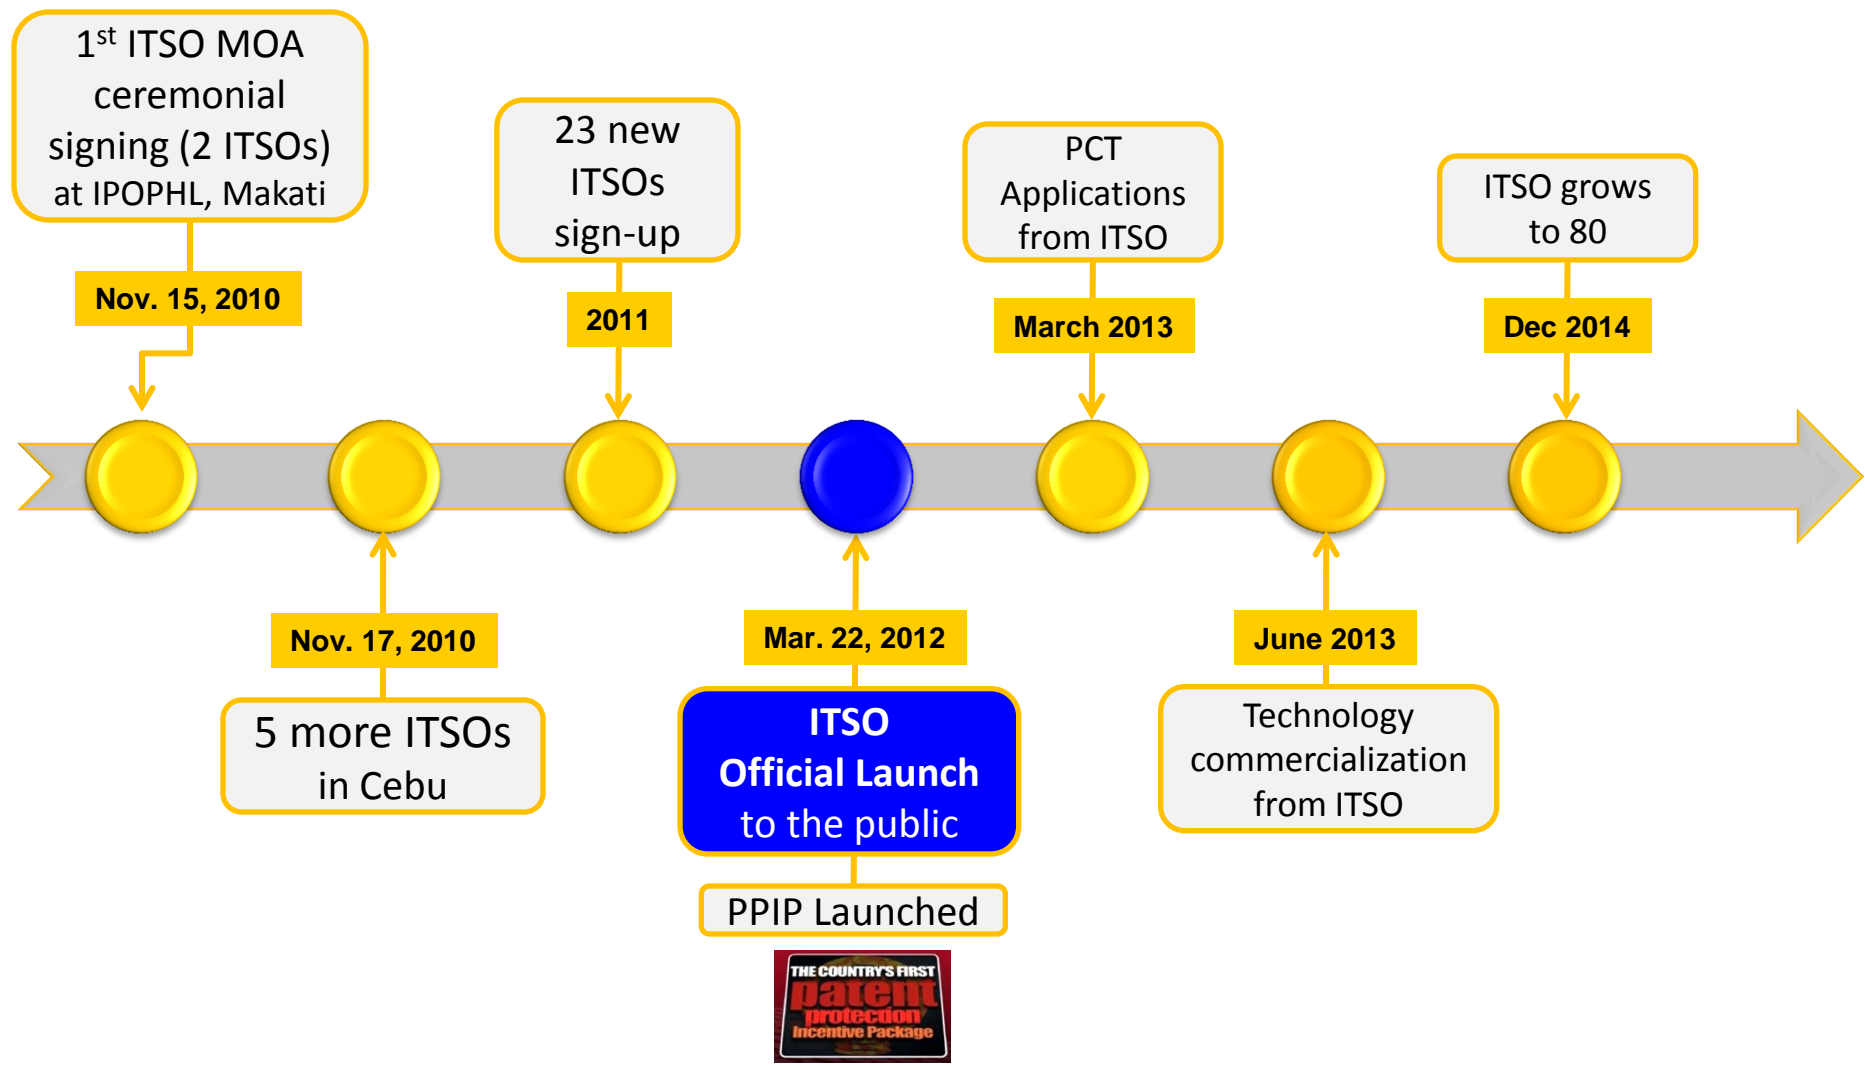 1st ITSO MOA
ceremonial
signing (2 ITSOs)
at IPOPHL, Makati
Nov. 15, 2010
Nov. 17, 2010
5 more ITSOs
in Cebu
23 new
ITSOs
sign-up
2011
Mar. 22, 2012
ITSO
Official Launch
to the public
PPIP Launched
THE COUNTRY'S FIRST
patent
protection
Incentive Package
PCT
Applications
from ITSO
March 2013
June 2013
Technology
commercialization
from ITSO
ITSO grows
to 80
Dec 2014